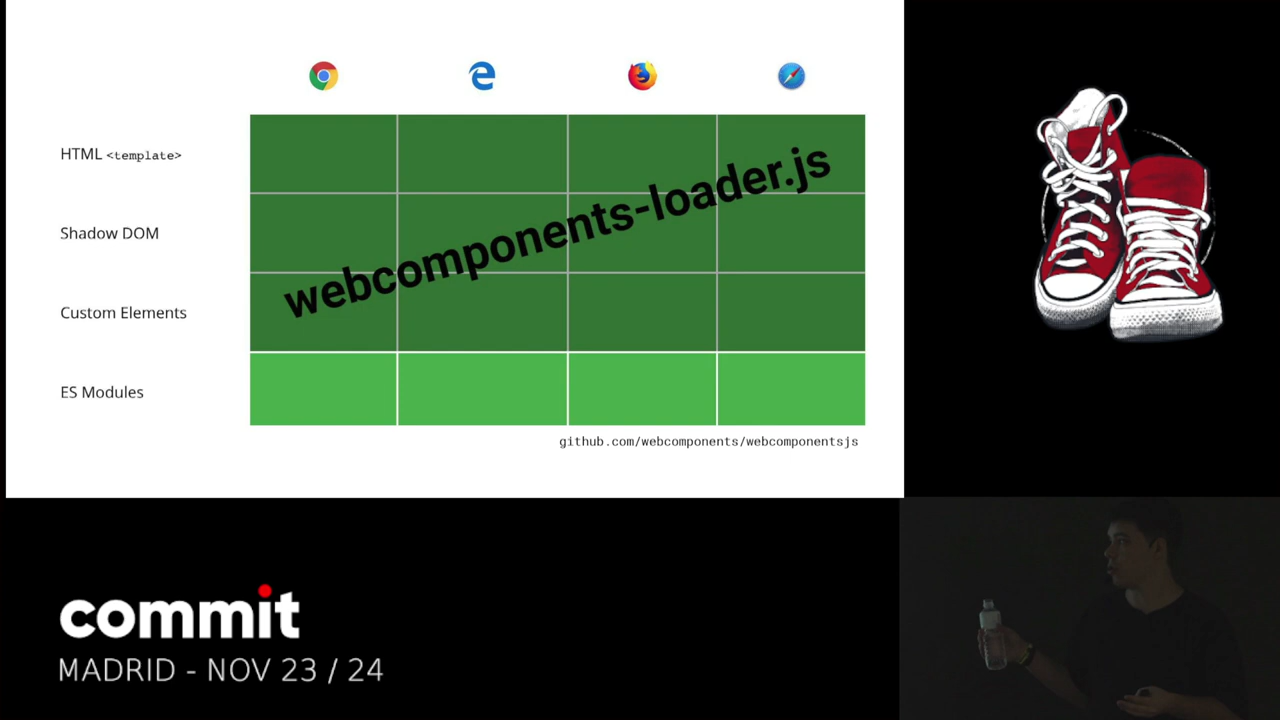 HTML <template>
Shadow DOM
Custom Elements
ES Modules
webcomponents-loader.js
github.com/webcomponents/webcomponentsjs
commit
MADRID - NOV 23 / 24